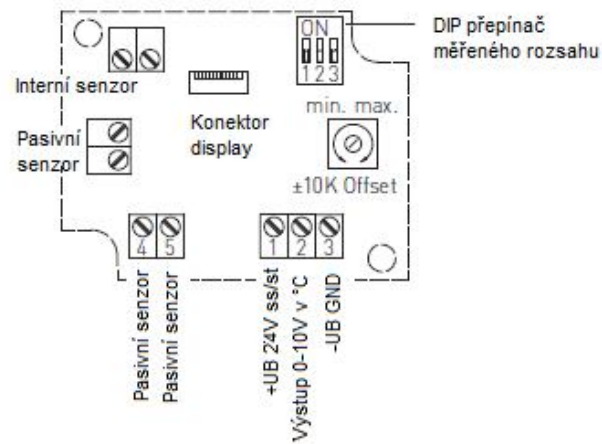 ON
1 2 3
DIP přepínač
měřeného rozsahu
Interní senzor
min. max.
Konektor
display
Pasivní
senzor
±10K Offset
4 5
1 2 3
Pasivní senzor
Pasivní senzor
+UB 24V ss/st
Výstup 0-10V v °C
-UB GND